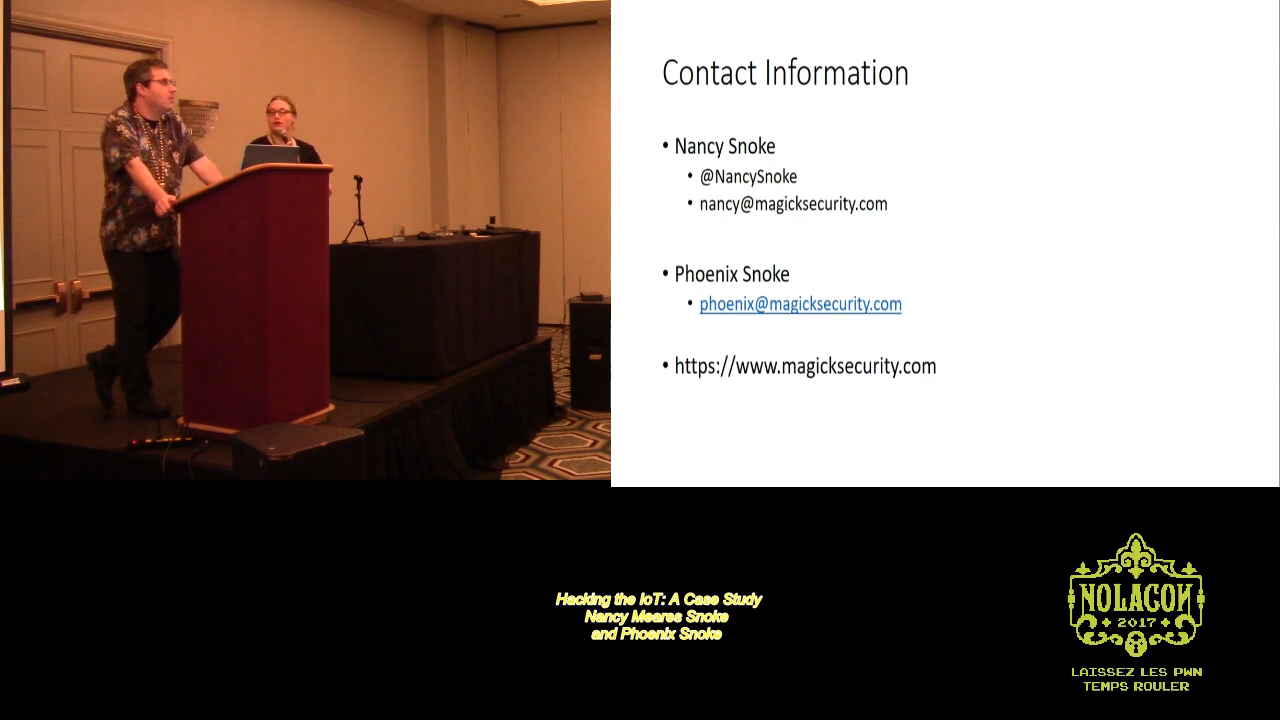 Contact Information
• Nancy Snoke
• @NancySnoke
• nancy@magicksecurity.com
• Phoenix Snoke
• phoenix@magicksecurity.com
• https://www.magicksecurity.com
Hacking the IoT: A Case Study
Nancy Meares Snoke
and Phoenix Snoke
NOLACON
2017
LAISSEZ LES PWN
TEMPS ROULER